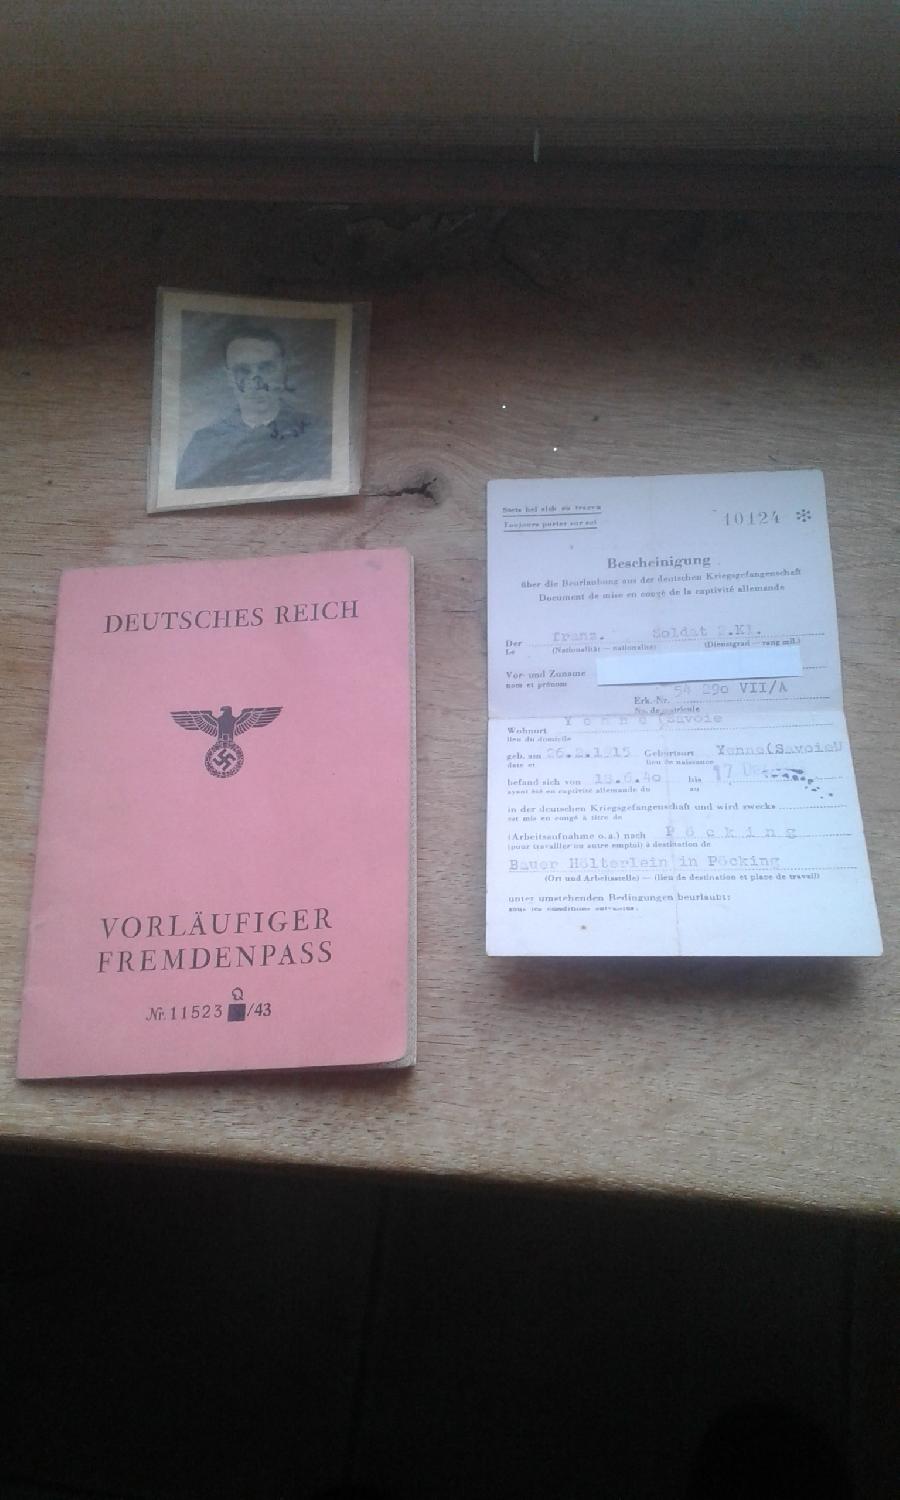 DEUTSCHES REICH
VORLÄUFIGER
FREMDENPASS
Nr. 11523 Q /43
Stets bei sich zu tragen
Toujours porter sur soi
10124 *
Bescheinigung
über die Beurlaubung aus der deutschen Kriegsgefangenschaft
Document de mise en congé de la captivité allemande
Der franz. Soldat 2.Kl.
Le (Nationalität — nationalité) (Dienstgrad — rang mil.)
Vor- und Zuname
nom et prénom
Erk.-Nr. 54 290 VII/A
No. de matricule
Wohnort Yenne (Savoie
lieu du domicile
geb. am 26.2.1915 Geburtsort Yenne(Savoie)
date et lieu de naissance
befand sich von 18.6.40 bis 17
ayant été en captivité allemande du au
in der deutschen Kriegsgefangenschaft und wird zwecks
est mis en congé à titre de
(Arbeitsaufnahme o.a.) nach Pöcking
(pour travailler ou autre emploi) à destination de
Bauer Hölterlein in Pöcking
(Ort und Arbeitsstelle) — (lieu de destination et place de travail)
unter umstehenden Bedingungen beurlaubt:
sous les conditions suivantes.